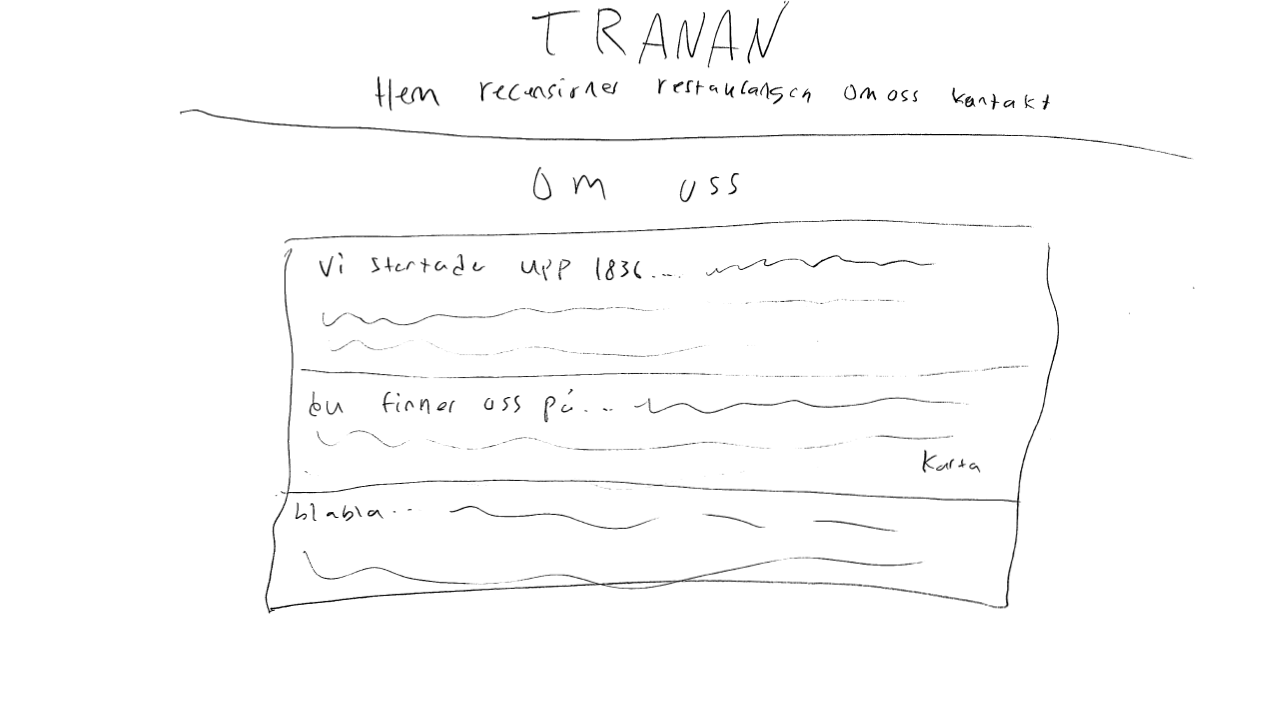 TRANAN
Hem recensioner restaurangen Om oss kontakt
Om oss
Vi startade upp 1836...
Du finner oss på...
Karta
blabla...